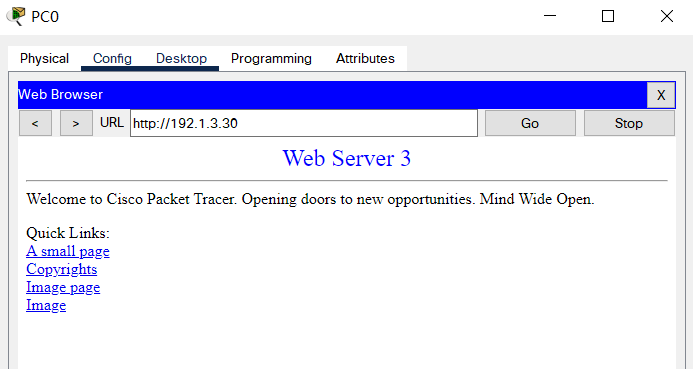 PC0
Physical Config Desktop Programming Attributes
Web Browser X
< > URL http://192.1.3.30 Go Stop
Web Server 3
Welcome to Cisco Packet Tracer. Opening doors to new opportunities. Mind Wide Open.
Quick Links:
A small page
Copyrights
Image page
Image